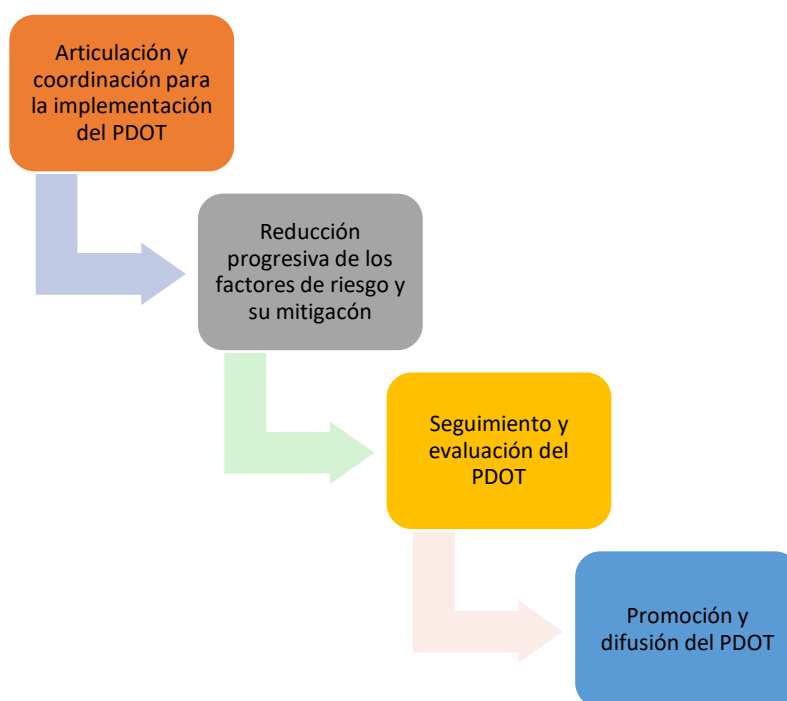 Articulación y
coordinación para
la implementación
del PDOT
Reducción
progresiva de los
factores de riesgo y
su mitigacón
Seguimiento y
evaluación del
PDOT
Promoción y
difusión del PDOT